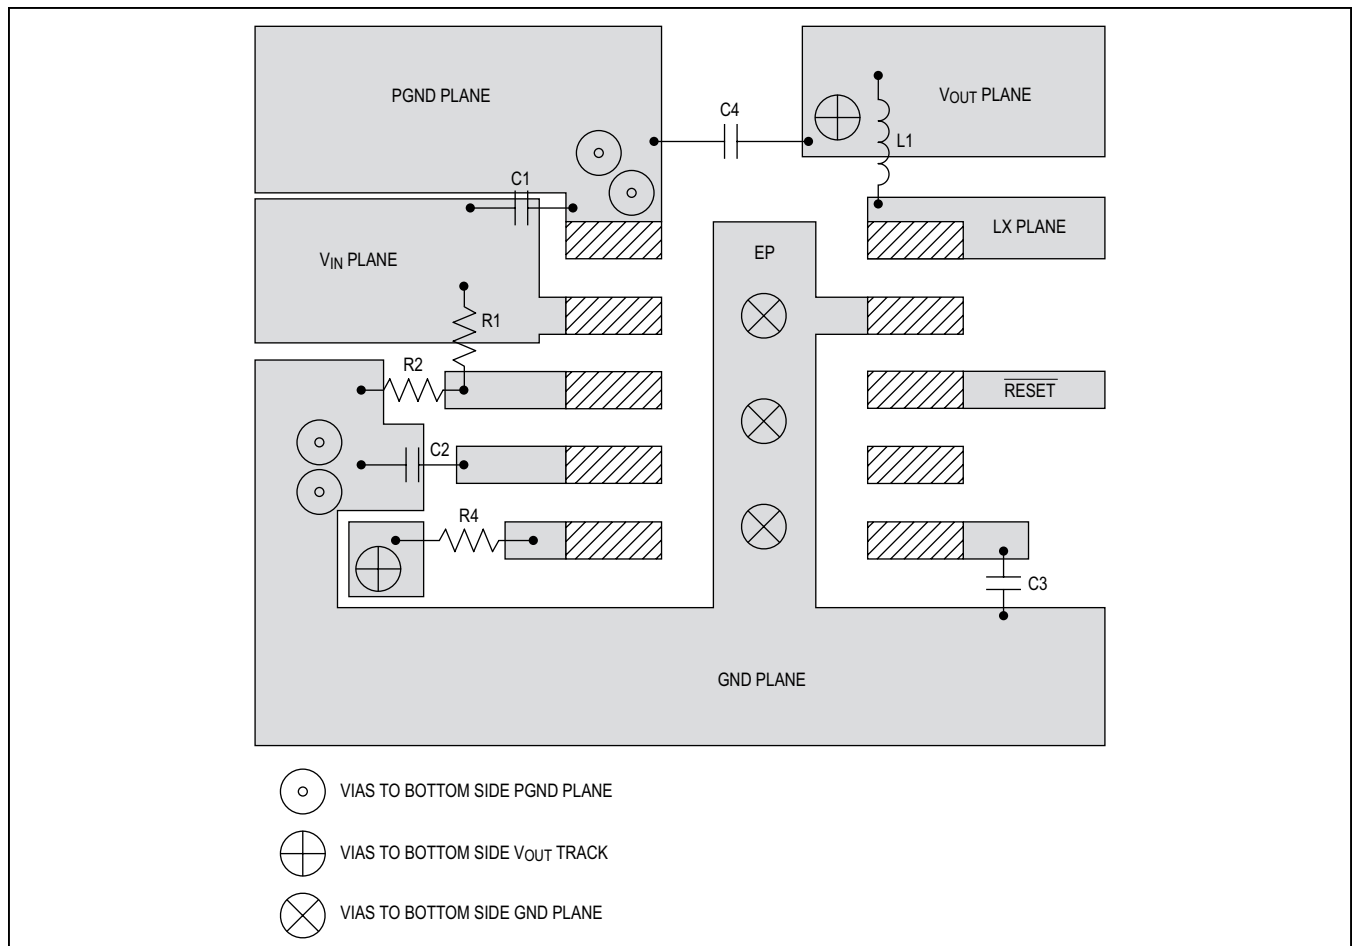 PGND PLANE
VOUT PLANE
C4
L1
C1
LX PLANE
VIN PLANE
EP
R1
R2
RESET
C2
R4
C3
GND PLANE
VIAS TO BOTTOM SIDE PGND PLANE
VIAS TO BOTTOM SIDE VOUT TRACK
VIAS TO BOTTOM SIDE GND PLANE